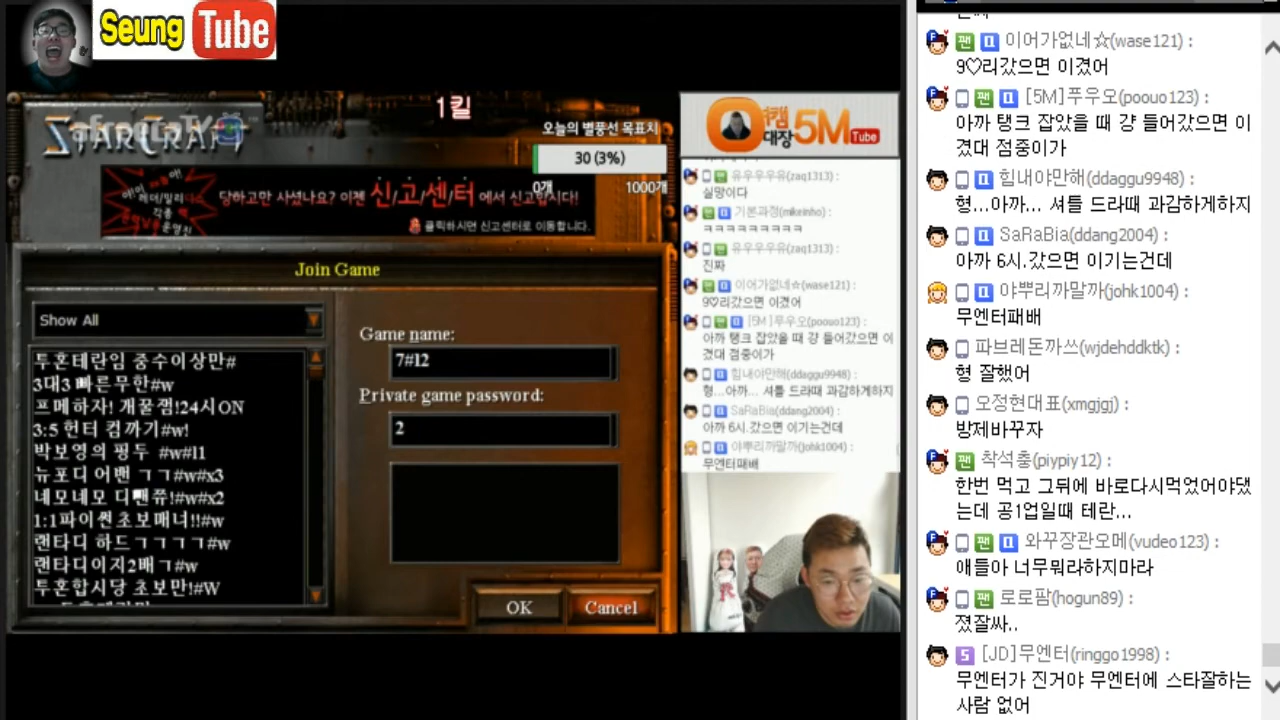 Seung Tube
1킬
STARCRAFT
오늘의 별풍선 목표치
30 (3%)
0개 1000개
당하고만 사셨나요? 이젠 신/고/센/터 에서 신고합시다!
클릭하시면 신고센터로 이동합니다.
Join Game
Show All
투혼테란임 중수이상만#
3대3 빠른무한#w
프메하자! 개꿀잼!24시ON
3:5 헌터 컴까기#w!
박보영의 핑두 #w#l1
뉴포디 어밴 ㄱㄱ#w#x3
네모네모 디맨쮸!#w#x2
1:1파이썬초보매너!!#w
랜타디 하드ㄱㄱㄱㄱ#w
랜타디이지2배ㄱ#w
투혼합시당 초보만!#W
Game name:
7#12
Private game password:
2
OK Cancel
대장 5M Tube
유우우우유(zaq1313) :
실망이다
기본과정(mikeinho) :
ㅋㅋㅋㅋㅋㅋㅋㅋㅋ
유우우우유(zaq1313) :
진짜
이어가없네☆(wase121) :
9♡리갔으면 이겼어
[5M]푸우오(poouo123) :
아까 탱크 잡았을 때 걍 들어갔으면 이
겼대 점중이가
힘내야만해(ddaggu9948) :
형...아까... 셔틀 드라때 과감하게하지
SaRaBia(ddang2004) :
아까 6시.갔으면 이기는건데
야뿌리까말까(johk1004) :
무엔터패배
이어가없네☆(wase121) :
9♡리갔으면 이겼어
[5M]푸우오(poouo123) :
아까 탱크 잡았을 때 걍 들어갔으면 이
겼대 점중이가
힘내야만해(ddaggu9948) :
형...아까... 셔틀 드라때 과감하게하지
SaRaBia(ddang2004) :
아까 6시.갔으면 이기는건데
야뿌리까말까(johk1004) :
무엔터패배
파브레돈까쓰(wjdehddktk) :
형 잘했어
오정현대표(xmgjgj) :
방제바꾸자
착석충(piypiy12) :
한번 먹고 그뒤에 바로다시먹었어야댔
는데 공1업일때 테란...
와꾸장관오메(vudeo123) :
애들아 너무뭐라하지마라
로로팜(hogun89) :
졌잘싸..
[JD]무엔터(ringgo1998) :
무엔터가 진거야 무엔터에 스타잘하는
사람 없어